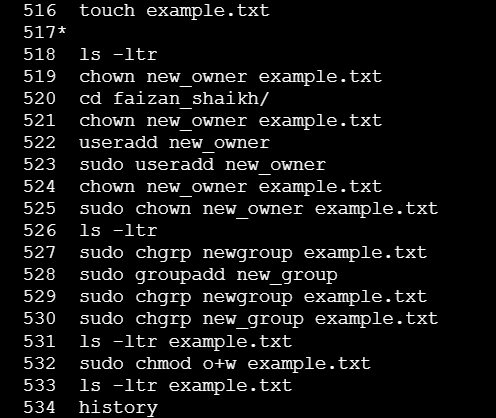 516 touch example.txt
517*
518 ls -ltr
519 chown new_owner example.txt
520 cd faizan_shaikh/
521 chown new_owner example.txt
522 useradd new_owner
523 sudo useradd new_owner
524 chown new_owner example.txt
525 sudo chown new_owner example.txt
526 ls -ltr
527 sudo chgrp newgroup example.txt
528 sudo groupadd new_group
529 sudo chgrp newgroup example.txt
530 sudo chgrp new_group example.txt
531 ls -ltr example.txt
532 sudo chmod o+w example.txt
533 ls -ltr example.txt
534 history